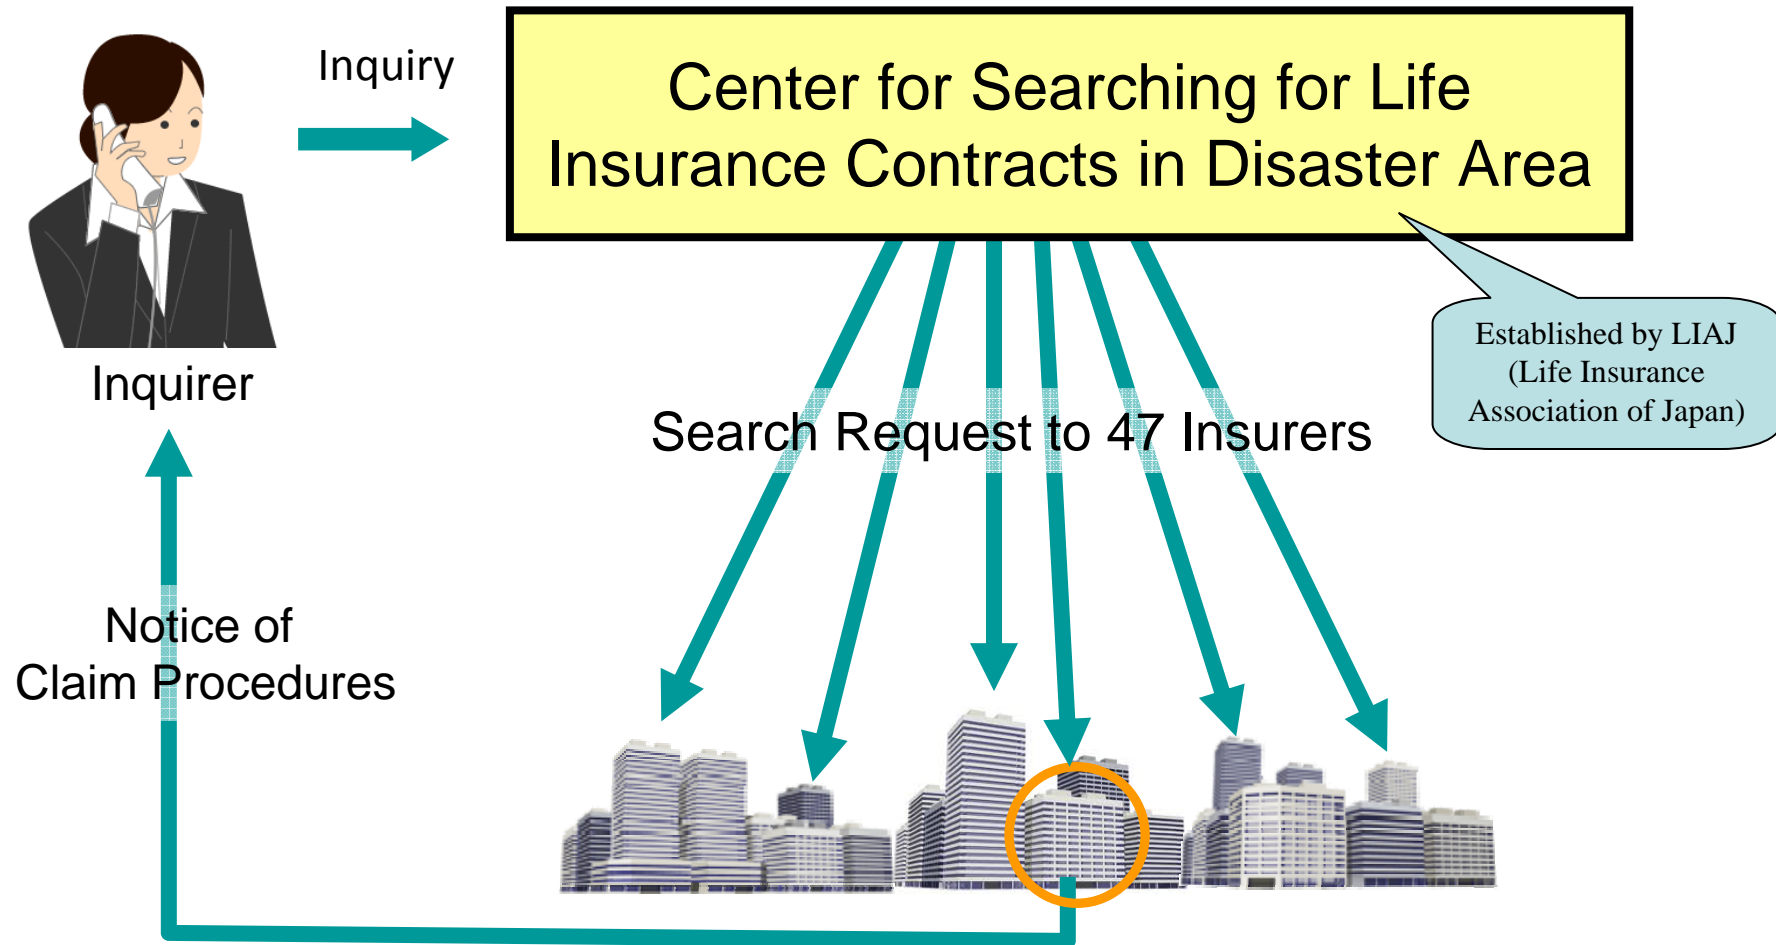 Inquiry
Center for Searching for Life
Insurance Contracts in Disaster Area
Established by LIAJ
(Life Insurance
Association of Japan)
Inquirer
Search Request to 47 Insurers
Notice of
Claim Procedures